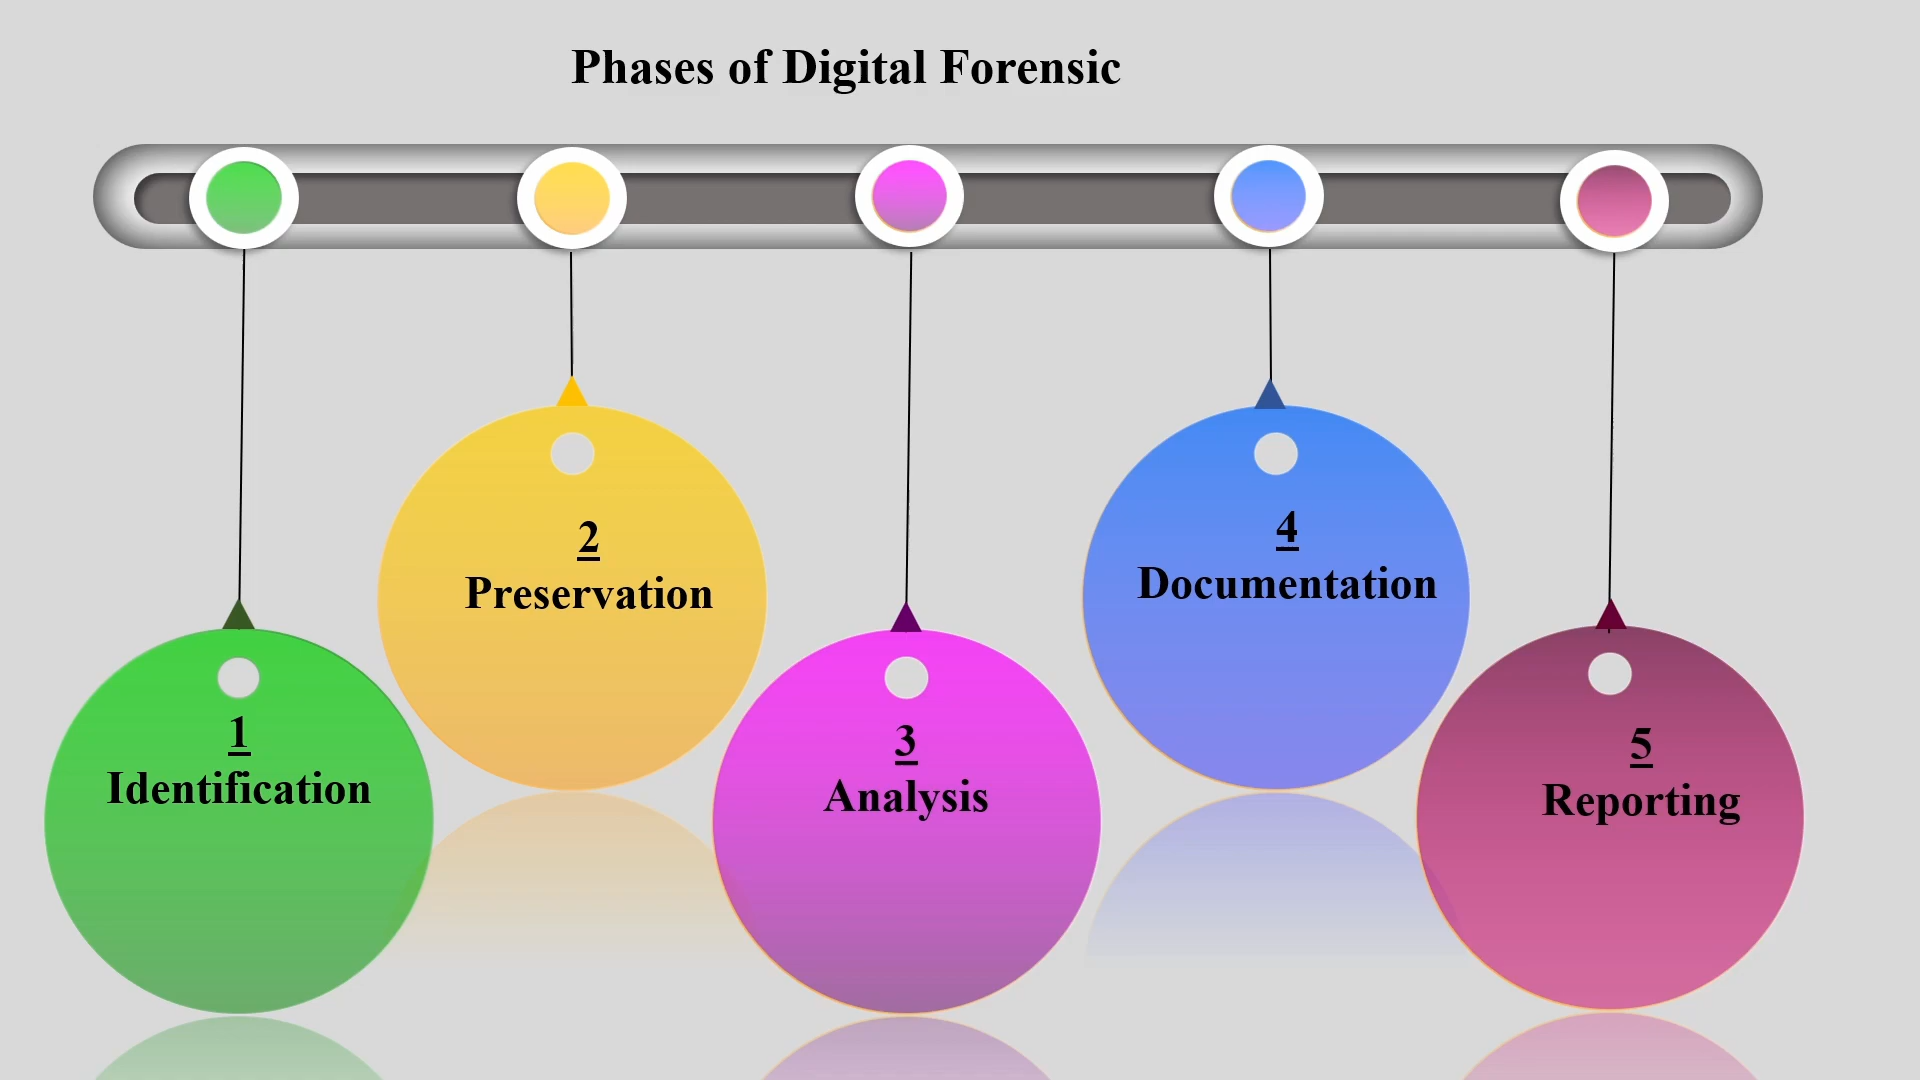 Phases of Digital Forensic
1
Identification
2
Preservation
3
Analysis
4
Documentation
5
Reporting